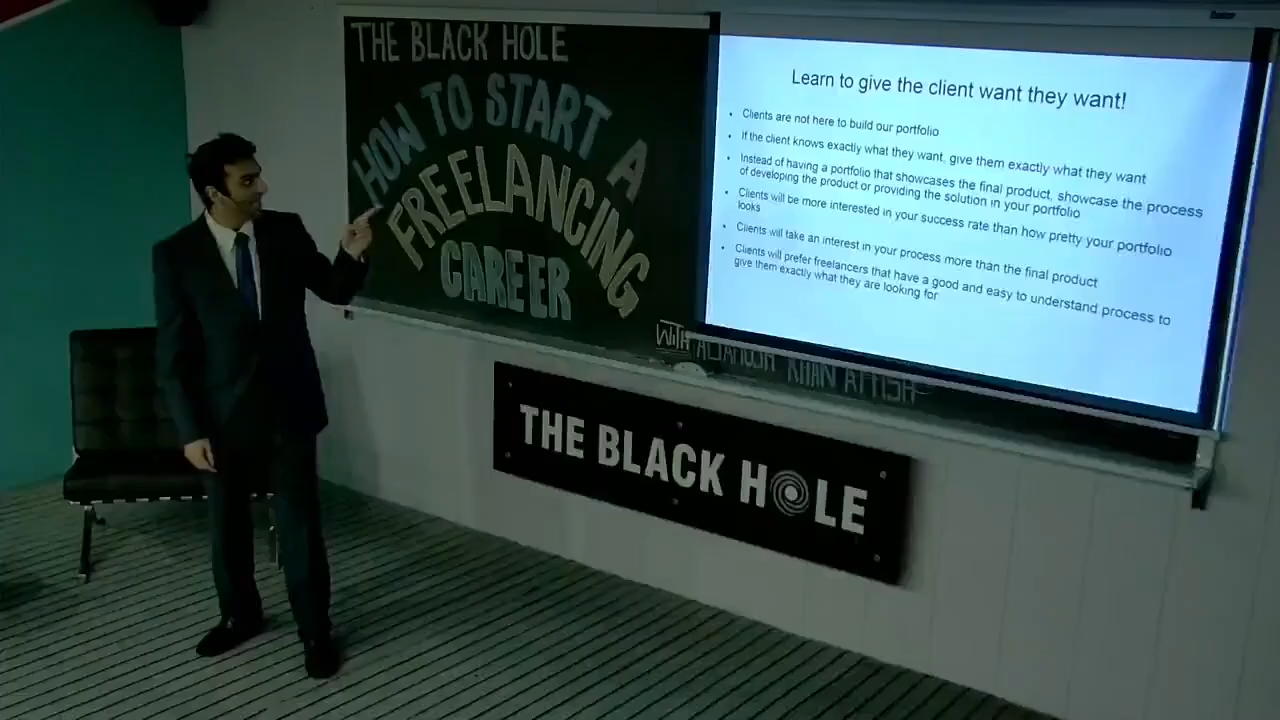 THE BLACK HOLE
HOW TO START A
FREELANCING
CAREER
WITH
KHAN
Learn to give the client want they want!
• Clients are not here to build our portfolio
• If the client knows exactly what they want, give them exactly what they want
• Instead of having a portfolio that showcases the final product, showcase the process
of developing the product or providing the solution in your portfolio
• Clients will be more interested in your success rate than how pretty your portfolio
looks
• Clients will take an interest in your process more than the final product
• Clients will prefer freelancers that have a good and easy to understand process to
give them exactly what they are looking for
THE BLACK HOLE